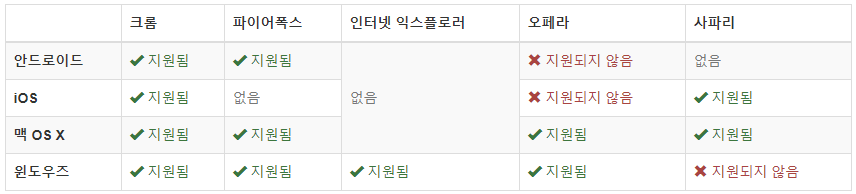 크롬 파이어폭스 인터넷 익스플로러 오페라 사파리
안드로이드 ✔ 지원됨 ✔ 지원됨 ✖ 지원되지 않음 없음
iOS ✔ 지원됨 없음 없음 ✖ 지원되지 않음 ✔ 지원됨
맥 OS X ✔ 지원됨 ✔ 지원됨 ✔ 지원됨 ✔ 지원됨
윈도우즈 ✔ 지원됨 ✔ 지원됨 ✔ 지원됨 ✔ 지원됨 ✖ 지원되지 않음